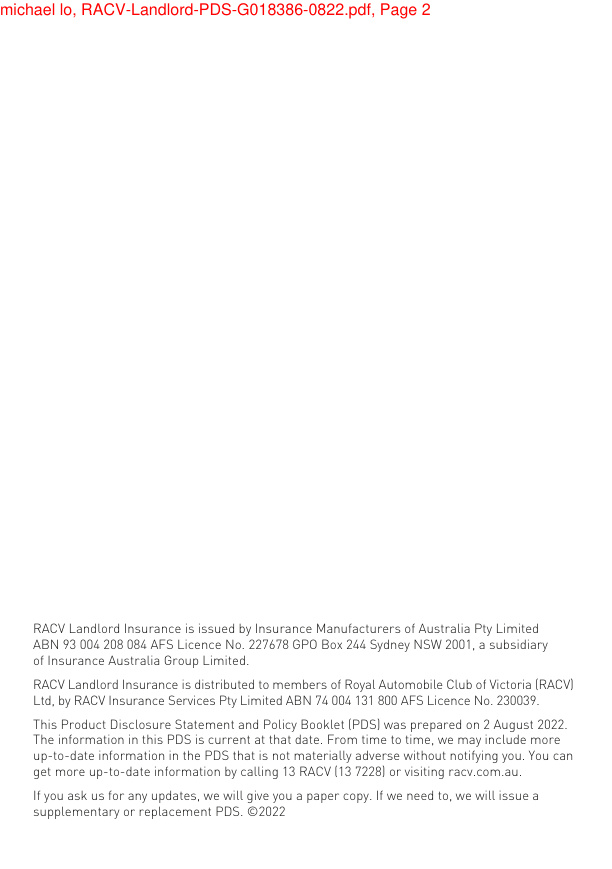 michael lo, RACV-Landlord-PDS-G018386-0822.pdf, Page 2
RACV Landlord Insurance is issued by Insurance Manufacturers of Australia Pty Limited
ABN 93 004 208 084 AFS Licence No. 227678 GPO Box 244 Sydney NSW 2001, a subsidiary
of Insurance Australia Group Limited.
RACV Landlord Insurance is distributed to members of Royal Automobile Club of Victoria (RACV)
Ltd, by RACV Insurance Services Pty Limited ABN 74 004 131 800 AFS Licence No. 230039.
This Product Disclosure Statement and Policy Booklet (PDS) was prepared on 2 August 2022.
The information in this PDS is current at that date. From time to time, we may include more
up-to-date information in the PDS that is not materially adverse without notifying you. You can
get more up-to-date information by calling 13 RACV (13 7228) or visiting racv.com.au.
If you ask us for any updates, we will give you a paper copy. If we need to, we will issue a
supplementary or replacement PDS. ©2022